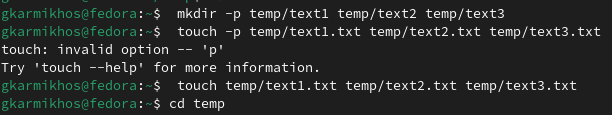 gkarmikhos@fedora:~$  mkdir -p temp/text1 temp/text2 temp/text3
gkarmikhos@fedora:~$  touch -p temp/text1.txt temp/text2.txt temp/text3.txt
touch: invalid option -- 'p'
Try 'touch --help' for more information.
gkarmikhos@fedora:~$  touch temp/text1.txt temp/text2.txt temp/text3.txt
gkarmikhos@fedora:~$ cd temp